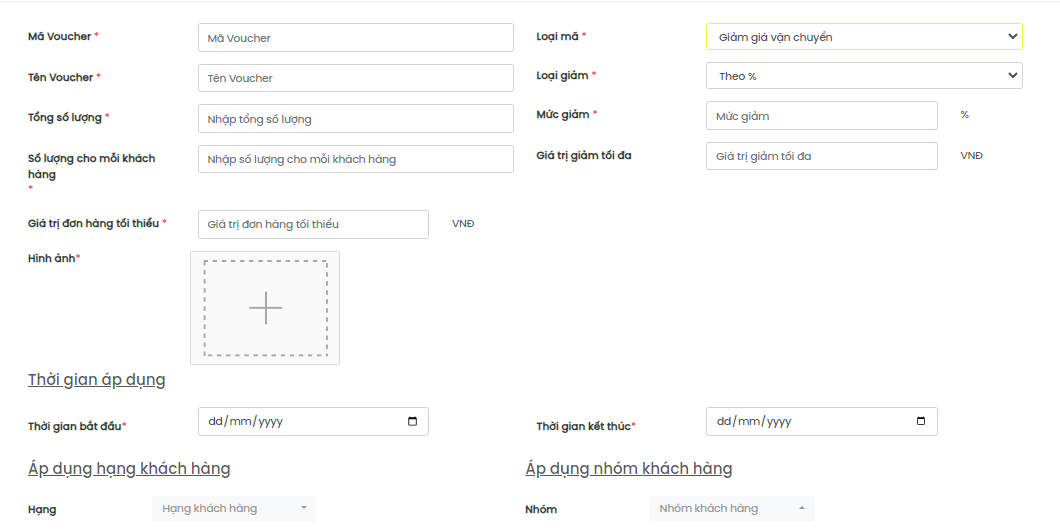 Mã Voucher * Mã Voucher Loại mã * Giảm giá vận chuyển
Tên Voucher * Tên Voucher Loại giảm * Theo %
Tổng số lượng * Nhập tổng số lượng Mức giảm * Mức giảm %
Số lượng cho mỗi khách Nhập số lượng cho mỗi khách hàng Giá trị giảm tối đa Giá trị giảm tối đa VNĐ
hàng
*
Giá trị đơn hàng tối thiểu * Giá trị đơn hàng tối thiểu VNĐ
Hình ảnh*
Thời gian áp dụng
Thời gian bắt đầu* dd/mm/yyyy Thời gian kết thúc* dd/mm/yyyy
Áp dụng hạng khách hàng Áp dụng nhóm khách hàng
Hạng Hạng khách hàng Nhóm Nhóm khách hàng